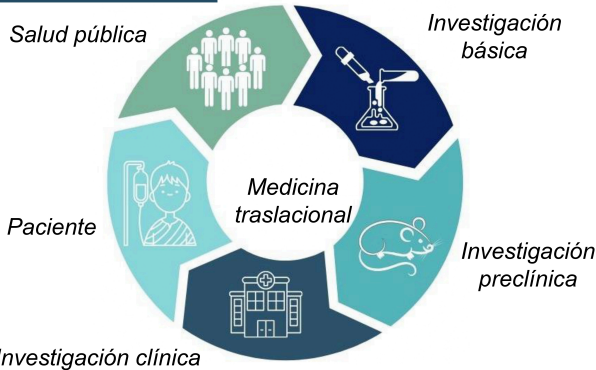 Salud pública
Investigación
básica
Medicina
traslacional
Paciente
Investigación
preclínica
Investigación clínica